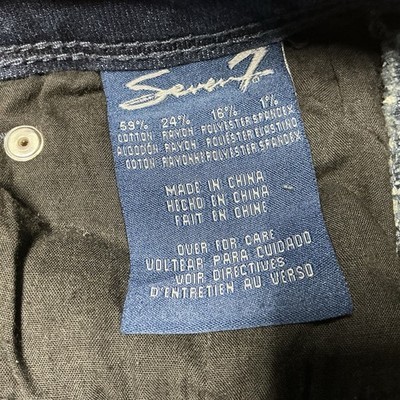 Seven7
59% 24% 16% 1%
COTTON RAYON POLYESTER SPANDEX
ALGODÓN RAYÓN POLIÉSTER ELASTINO
COTON RAYONNE POLYESTER SPANDEX
MADE IN CHINA
HECHO EN CHINA
FAIT EN CHINE
OVER FOR CARE
VOLTEAR PARA CUIDADO
VOIR DIRECTIVES
D'ENTRETIEN AU VERSO